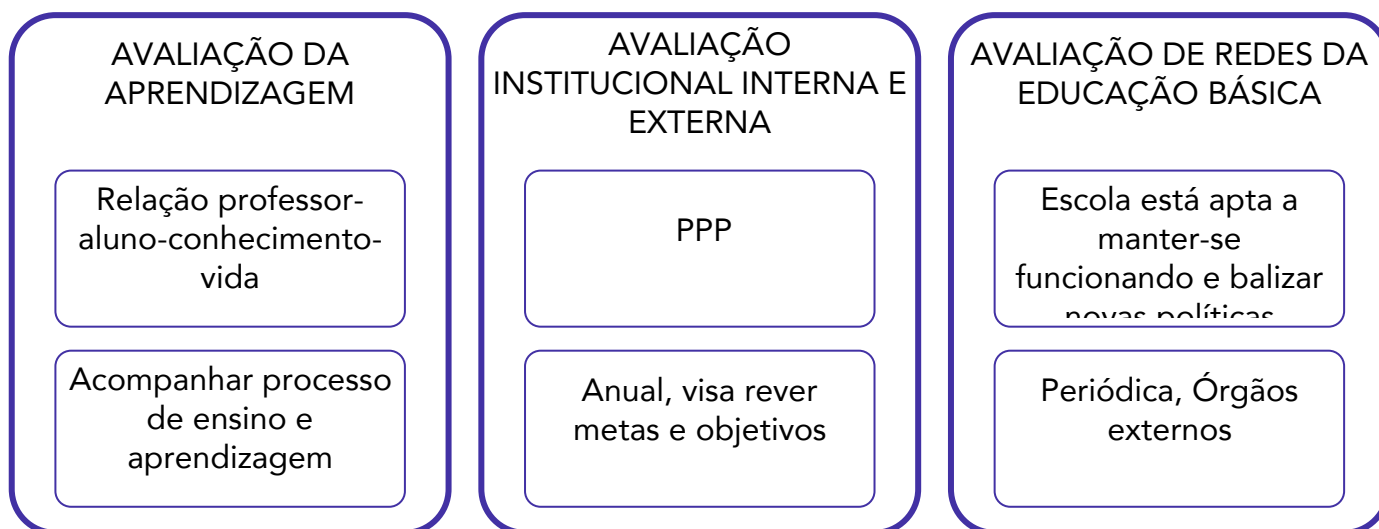 AVALIAÇÃO DA
APRENDIZAGEM
Relação professor-
aluno-conhecimento-
vida
Acompanhar processo
de ensino e
aprendizagem
AVALIAÇÃO
INSTITUCIONAL INTERNA E
EXTERNA
PPP
Anual, visa rever
metas e objetivos
AVALIAÇÃO DE REDES DA
EDUCAÇÃO BÁSICA
Escola está apta a
manter-se
funcionando e balizar
novas políticas
Periódica, Órgãos
externos